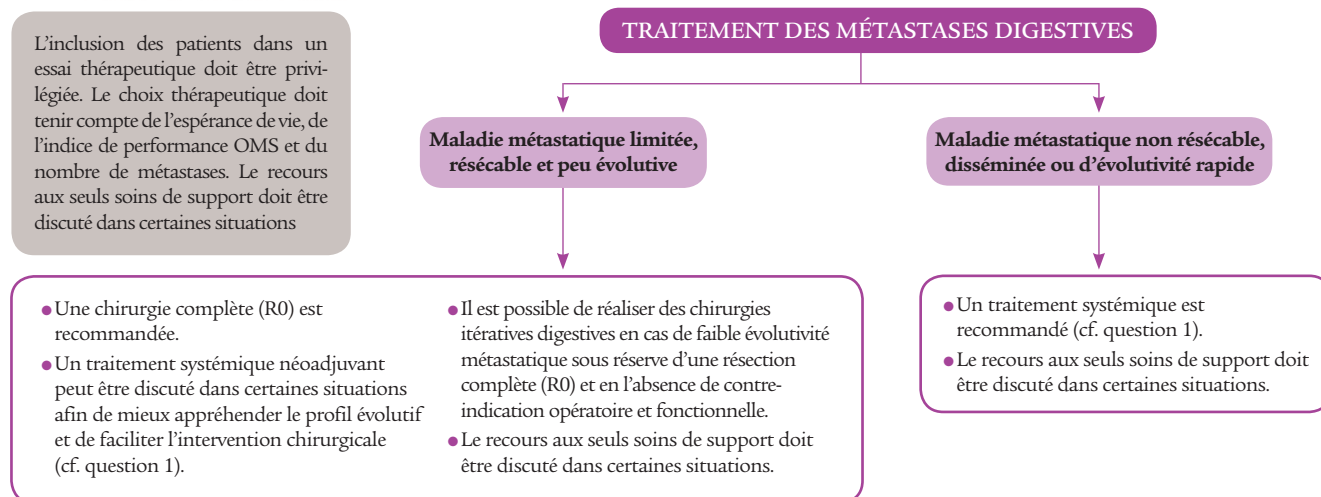 L’inclusion des patients dans un
essai thérapeutique doit être privi-
légiée. Le choix thérapeutique doit
tenir compte de l’espérance de vie, de
l’indice de performance OMS et du
nombre de métastases. Le recours
aux seuls soins de support doit être
discuté dans certaines situations
TRAITEMENT DES MÉTASTASES DIGESTIVES
Maladie métastatique limitée,
résécable et peu évolutive
Maladie métastatique non résécable,
disséminée ou d’évolutivité rapide
• Une chirurgie complète (R0) est
recommandée.
• Un traitement systémique néoadjuvant
peut être discuté dans certaines situations
afin de mieux appréhender le profil évolutif
et de faciliter l’intervention chirurgicale
(cf. question 1).
• Il est possible de réaliser des chirurgies
itératives digestives en cas de faible évolutivité
métastatique sous réserve d’une résection
complète (R0) et en l’absence de contre-
indication opératoire et fonctionnelle.
• Le recours aux seuls soins de support doit
être discuté dans certaines situations.
• Un traitement systémique est
recommandé (cf. question 1).
• Le recours aux seuls soins de support doit
être discuté dans certaines situations.